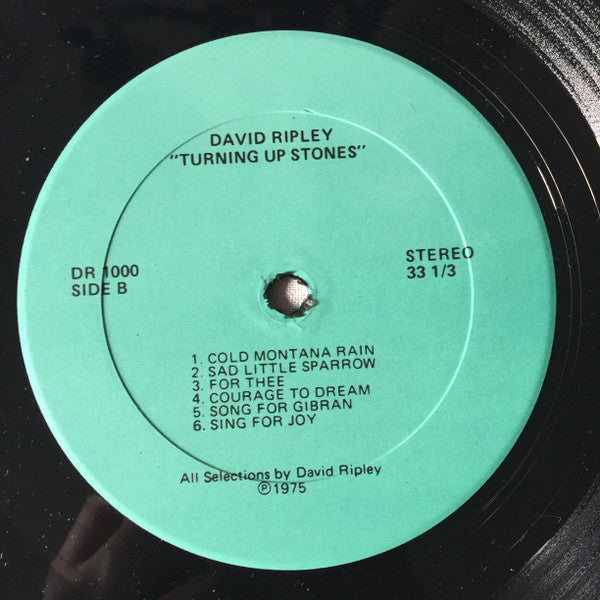 DAVID RIPLEY
"TURNING UP STONES"
DR 1000
SIDE B
STEREO
33 1/3
1. COLD MONTANA RAIN
2. SAD LITTLE SPARROW
3. FOR THEE
4. COURAGE TO DREAM
5. SONG FOR GIBRAN
6. SING FOR JOY
All Selections by David Ripley
℗1975